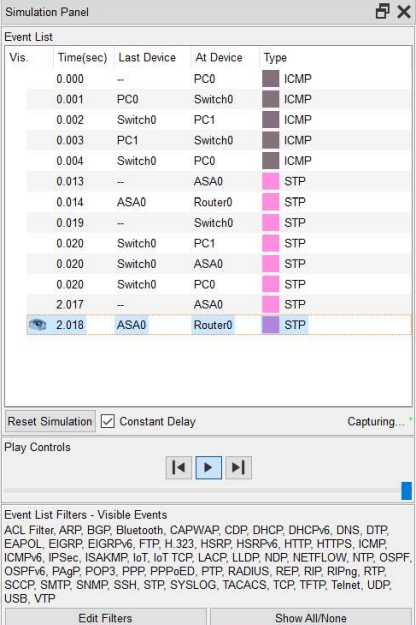 Simulation Panel
Event List
Vis. Time(sec) Last Device At Device Type
0.000 -- PC0 ICMP
0.001 PC0 Switch0 ICMP
0.002 Switch0 PC1 ICMP
0.003 PC1 Switch0 ICMP
0.004 Switch0 PC0 ICMP
0.013 -- ASA0 STP
0.014 ASA0 Router0 STP
0.019 -- Switch0 STP
0.020 Switch0 PC1 STP
0.020 Switch0 ASA0 STP
0.020 Switch0 PC0 STP
2.017 -- ASA0 STP
2.018 ASA0 Router0 STP
Reset Simulation Constant Delay Capturing...
Play Controls
Event List Filters - Visible Events
ACL Filter, ARP, BGP, Bluetooth, CAPWAP, CDP, DHCP, DHCPv6, DNS, DTP,
EAPOL, EIGRP, EIGRPv6, FTP, H.323, HSRP, HSRPv6, HTTP, HTTPS, ICMP,
ICMPv6, IPSec, ISAKMP, IoT, IoT TCP, LACP, LLDP, NDP, NETFLOW, NTP, OSPF,
OSPFv6, PAgP, POP3, PPP, PPPoED, PTP, RADIUS, REP, RIP, RIPng, RTP,
SCCP, SMTP, SNMP, SSH, STP, SYSLOG, TACACS, TCP, TFTP, Telnet, UDP,
USB, VTP
Edit Filters Show All/None